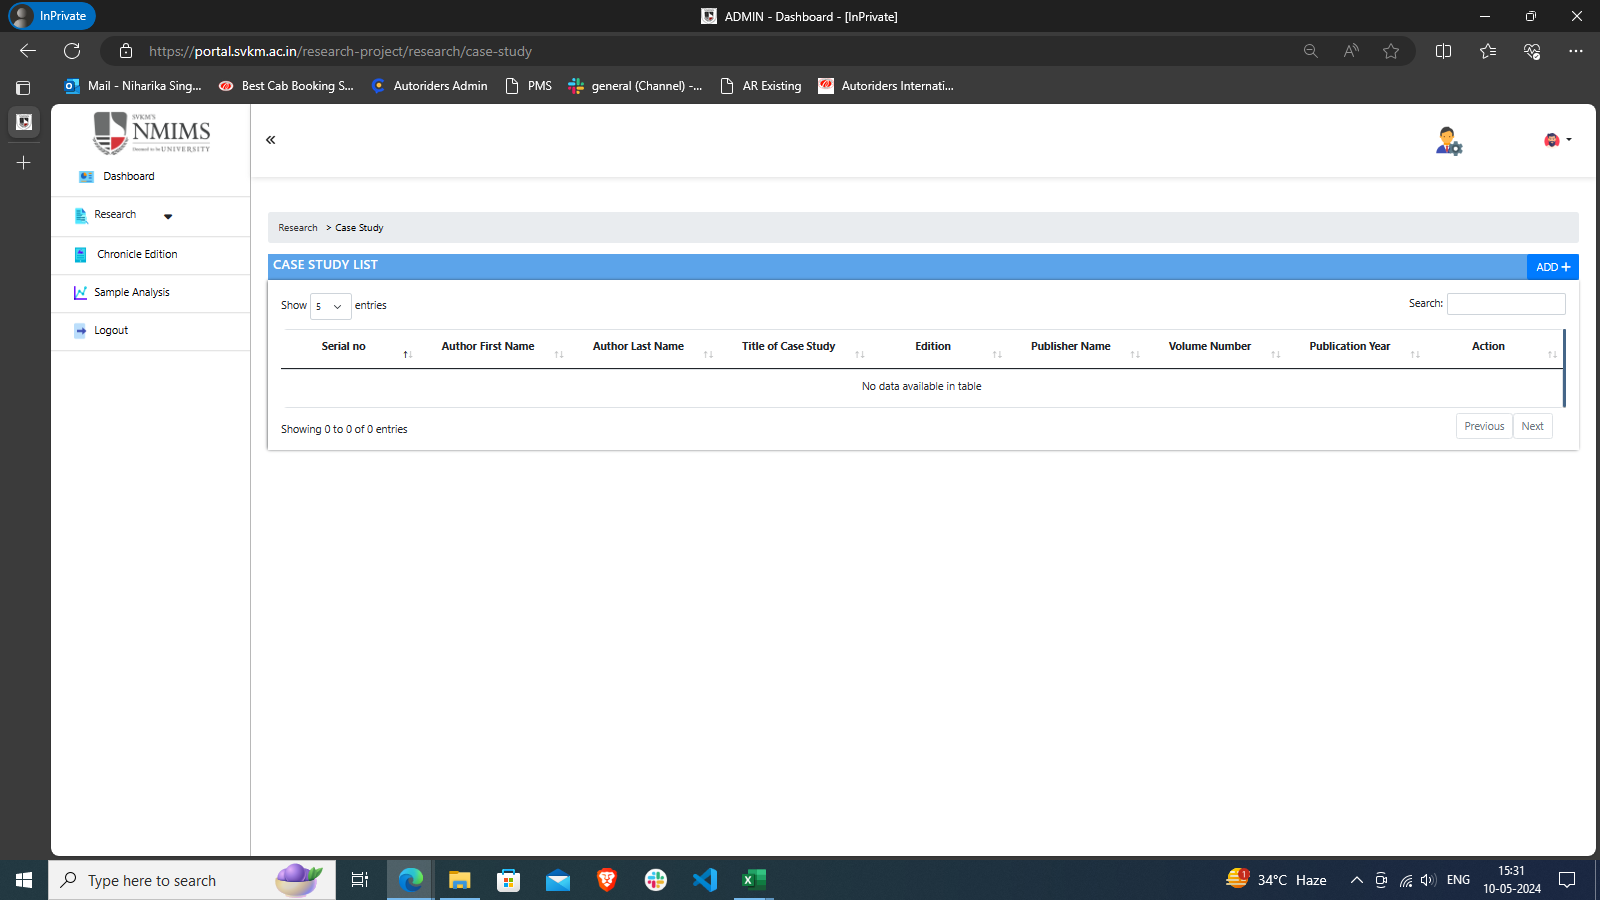 InPrivate
ADMIN - Dashboard - [InPrivate]
https://portal.svkm.ac.in/research-project/research/case-study
Mail - Niharika Sing...
Best Cab Booking S...
Autoriders Admin
PMS
general (Channel) -...
AR Existing
Autoriders Internati...
SVKM'S
NMIMS
Deemed to be UNIVERSITY
Dashboard
Research
Chronicle Edition
Sample Analysis
Logout
Research > Case Study
CASE STUDY LIST
ADD +
Show 5 entries
Search:
Serial no Author First Name Author Last Name Title of Case Study Edition Publisher Name Volume Number Publication Year Action
No data available in table
Showing 0 to 0 of 0 entries
Previous Next
Type here to search
1
34°C Haze
ENG
15:31
10-05-2024